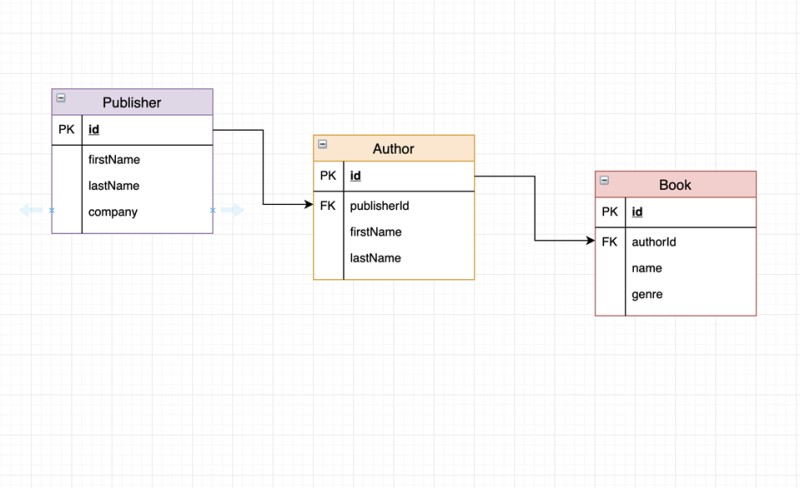 Publisher
PK id
firstName
lastName
company
Author
PK id
FK publisherId
firstName
lastName
Book
PK id
FK authorId
name
genre